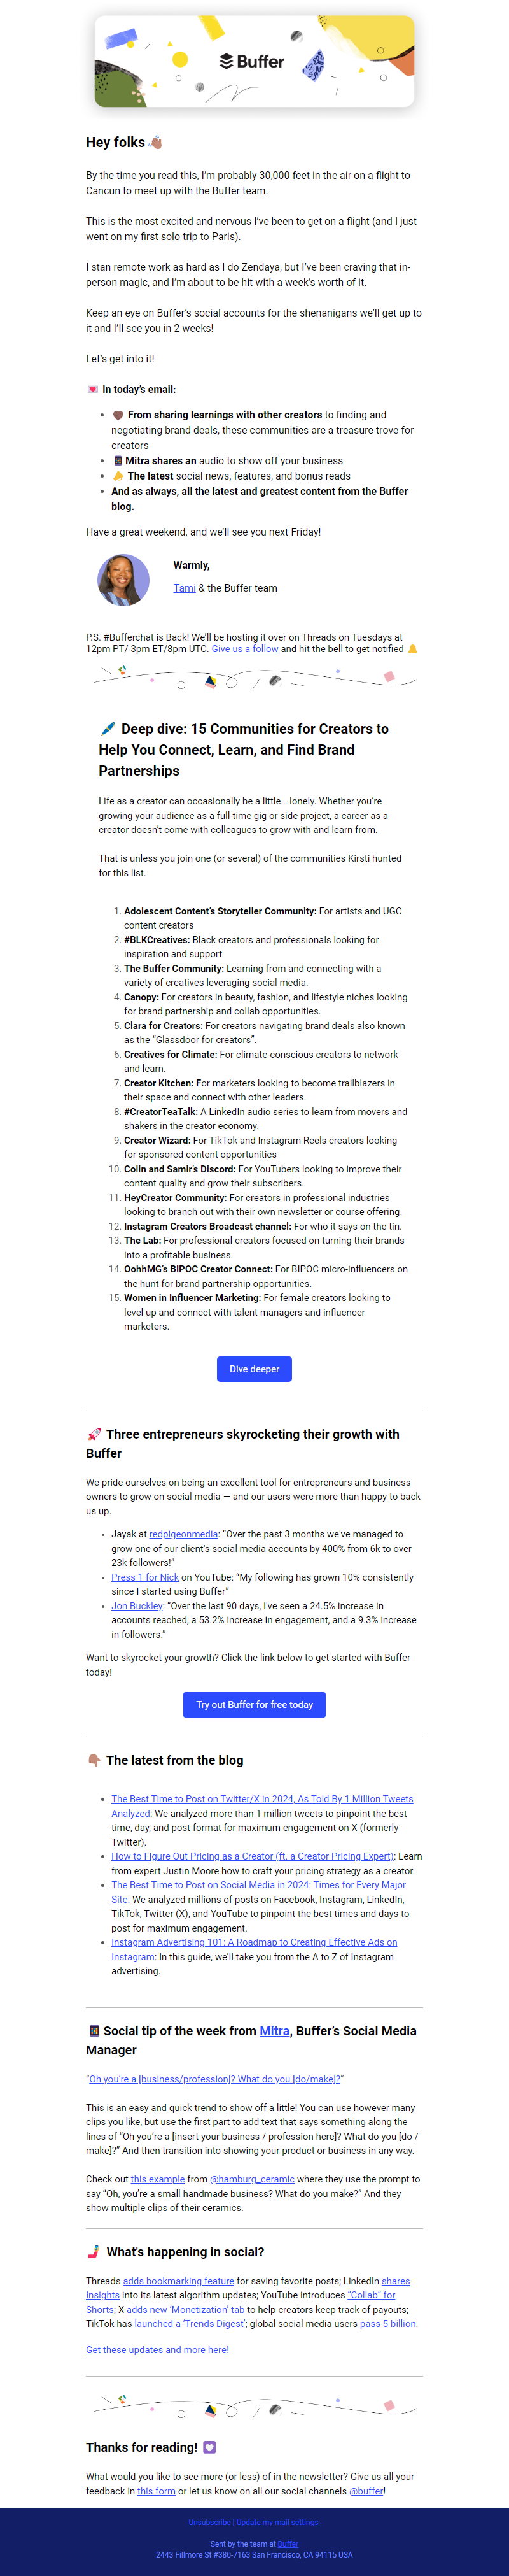 Buffer
Hey folks
By the time you read this, I’m probably 30,000 feet in the air on a flight to
Cancun to meet up with the Buffer team.
This is the most excited and nervous I’ve been to get on a flight (and I just
went on my first solo trip to Paris).
I stan remote work as hard as I do Zendaya, but I’ve been craving that in-
person magic, and I’m about to be hit with a week’s worth of it.
Keep an eye on Buffer’s social accounts for the shenanigans we’ll get up to
it and I’ll see you in 2 weeks!
Let’s get into it!
💌 In today’s email:
• From sharing learnings with other creators to finding and
negotiating brand deals, these communities are a treasure trove for
creators
• Mitra shares an audio to show off your business
• The latest social news, features, and bonus reads
• And as always, all the latest and greatest content from the Buffer
blog.
Have a great weekend, and we’ll see you next Friday!
Warmly,
Tami & the Buffer team
P.S. #Bufferchat is Back! We’ll be hosting it over on Threads on Tuesdays at
12pm PT/ 3pm ET/8pm UTC. Give us a follow and hit the bell to get notified 🔔
Deep dive: 15 Communities for Creators to
Help You Connect, Learn, and Find Brand
Partnerships
Life as a creator can occasionally be a little… lonely. Whether you’re
growing your audience as a full-time gig or side project, a career as a
creator doesn’t come with colleagues to grow with and learn from.
That is unless you join one (or several) of the communities Kirsti hunted
for this list.
1. Adolescent Content’s Storyteller Community: For artists and UGC
content creators
2. #BLKCreatives: Black creators and professionals looking for
inspiration and support
3. The Buffer Community: Learning from and connecting with a
variety of creatives leveraging social media.
4. Canopy: For creators in beauty, fashion, and lifestyle niches looking
for brand partnership and collab opportunities.
5. Clara for Creators: For creators navigating brand deals also known
as the “Glassdoor for creators”.
6. Creatives for Climate: For climate-conscious creators to network
and learn.
7. Creator Kitchen: For marketers looking to become trailblazers in
their space and connect with other leaders.
8. #CreatorTeaTalk: A LinkedIn audio series to learn from movers and
shakers in the creator economy.
9. Creator Wizard: For TikTok and Instagram Reels creators looking
for sponsored content opportunities
10. Colin and Samir’s Discord: For YouTubers looking to improve their
content quality and grow their subscribers.
11. HeyCreator Community: For creators in professional industries
looking to branch out with their own newsletter or course offering.
12. Instagram Creators Broadcast channel: For who it says on the tin.
13. The Lab: For professional creators focused on turning their brands
into a profitable business.
14. OohhMG’s BIPOC Creator Connect: For BIPOC micro-influencers on
the hunt for brand partnership opportunities.
15. Women in Influencer Marketing: For female creators looking to
level up and connect with talent managers and influencer
marketers.
Dive deeper
🚀 Three entrepreneurs skyrocketing their growth with
Buffer
We pride ourselves on being an excellent tool for entrepreneurs and business
owners to grow on social media — and our users were more than happy to back
us up.
• Jayak at redpigeonmedia: “Over the past 3 months we've managed to
grow one of our client's social media accounts by 400% from 6k to over
23k followers!”
• Press 1 for Nick on YouTube: “My following has grown 10% consistently
since I started using Buffer”
• Jon Buckley: “Over the last 90 days, I've seen a 24.5% increase in
accounts reached, a 53.2% increase in engagement, and a 9.3% increase
in followers.”
Want to skyrocket your growth? Click the link below to get started with Buffer
today!
Try out Buffer for free today
The latest from the blog
• The Best Time to Post on Twitter/X in 2024, As Told By 1 Million Tweets
Analyzed: We analyzed more than 1 million tweets to pinpoint the best
time, day, and post format for maximum engagement on X (formerly
Twitter).
• How to Figure Out Pricing as a Creator (ft. a Creator Pricing Expert): Learn
from expert Justin Moore how to craft your pricing strategy as a creator.
• The Best Time to Post on Social Media in 2024: Times for Every Major
Site: We analyzed millions of posts on Facebook, Instagram, LinkedIn,
TikTok, Twitter (X), and YouTube to pinpoint the best times and days to
post for maximum engagement.
• Instagram Advertising 101: A Roadmap to Creating Effective Ads on
Instagram: In this guide, we’ll take you from the A to Z of Instagram
advertising.
Social tip of the week from Mitra, Buffer’s Social Media
Manager
“Oh you’re a [business/profession]? What do you [do/make]?”
This is an easy and quick trend to show off a little! You can use however many
clips you like, but use the first part to add text that says something along the
lines of “Oh you’re a [insert your business / profession here]? What do you [do /
make]?” And then transition into showing your product or business in any way.
Check out this example from @hamburg_ceramic where they use the prompt to
say “Oh, you’re a small handmade business? What do you make?” And they
show multiple clips of their ceramics.
What's happening in social?
Threads adds bookmarking feature for saving favorite posts; LinkedIn shares
Insights into its latest algorithm updates; YouTube introduces “Collab” for
Shorts; X adds new ‘Monetization’ tab to help creators keep track of payouts;
TikTok has launched a ‘Trends Digest’; global social media users pass 5 billion.
Get these updates and more here!
Thanks for reading! 💟
What would you like to see more (or less) of in the newsletter? Give us all your
feedback in this form or let us know on all our social channels @buffer!
Unsubscribe | Update my mail settings
Sent by the team at Buffer
2443 Fillmore St #380-7163 San Francisco, CA 94115 USA